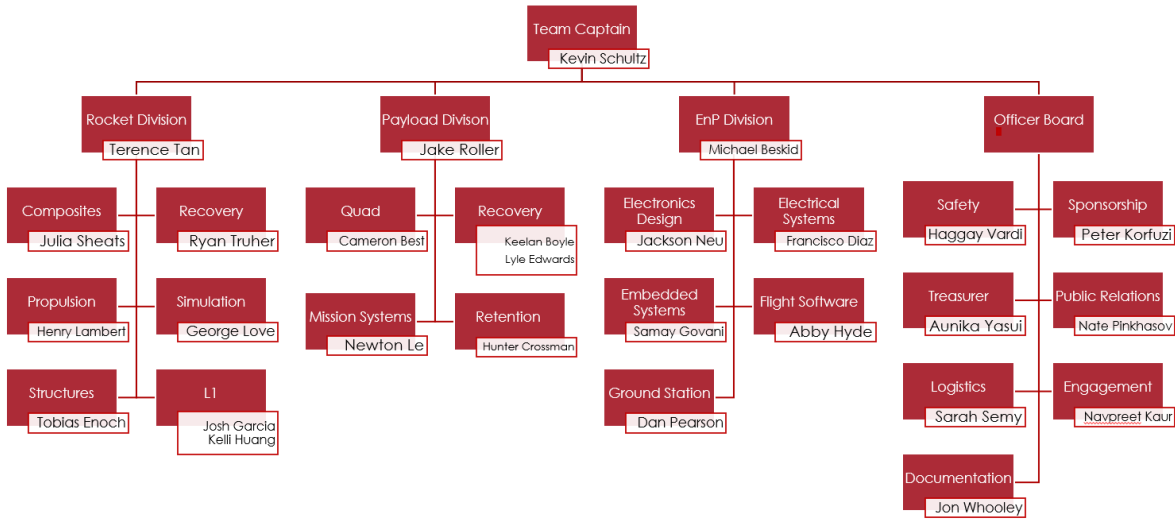 Team Captain
Kevin Schultz
Rocket Division
Terence Tan
Payload Divison
Jake Roller
EnP Division
Michael Beskid
Officer Board
Composites
Julia Sheats
Recovery
Ryan Truher
Propulsion
Henry Lambert
Simulation
George Love
Structures
Tobias Enoch
L1
Josh Garcia
Kelli Huang
Quad
Cameron Best
Recovery
Keelan Boyle
Lyle Edwards
Mission Systems
Newton Le
Retention
Hunter Crossman
Electronics
Design
Jackson Neu
Electrical
Systems
Francisco Diaz
Embedded
Systems
Samay Govani
Flight Software
Abby Hyde
Ground Station
Dan Pearson
Safety
Haggay Vardi
Sponsorship
Peter Korfuzi
Treasurer
Aunika Yasui
Public Relations
Nate Pinkhasov
Logistics
Sarah Semy
Engagement
Navpreet Kaur
Documentation
Jon Whooley